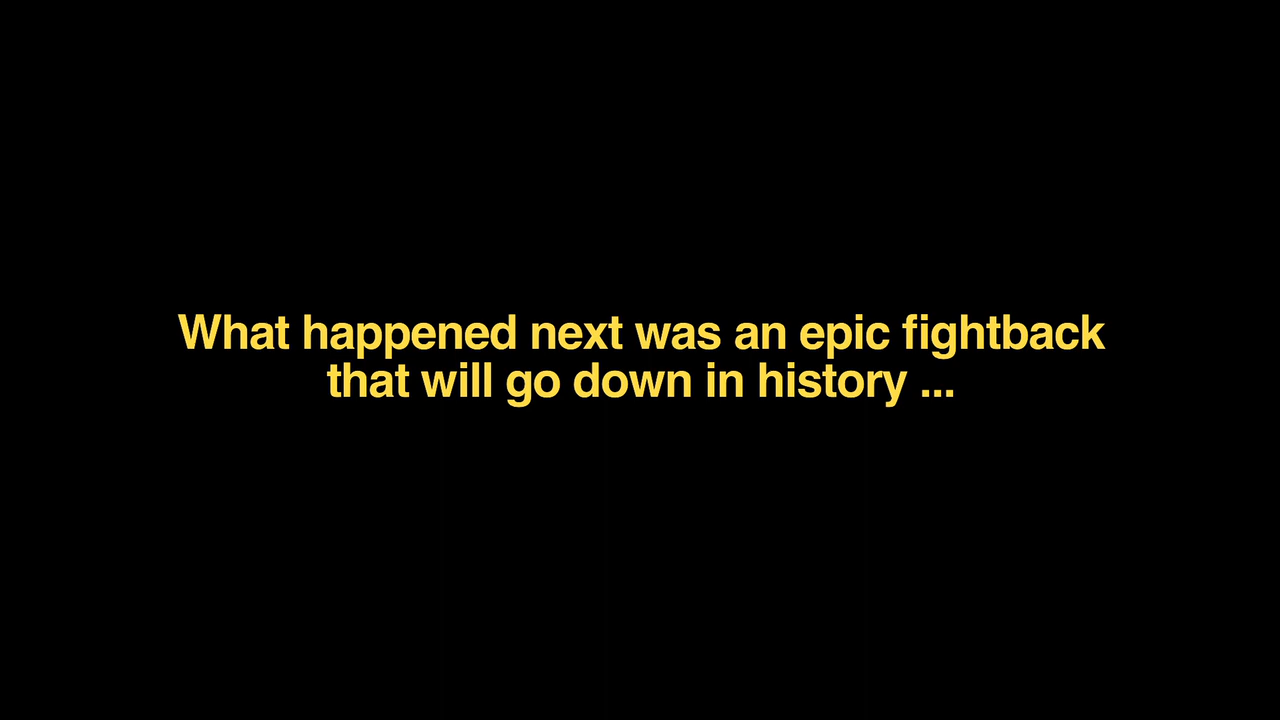 What happened next was an epic fightback
that will go down in history ...